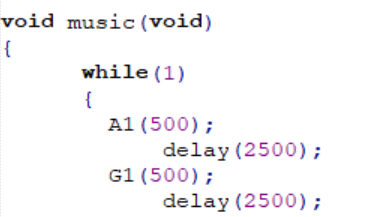 void music(void)
{
while(1)
{
A1(500);
delay(2500);
G1(500);
delay(2500);